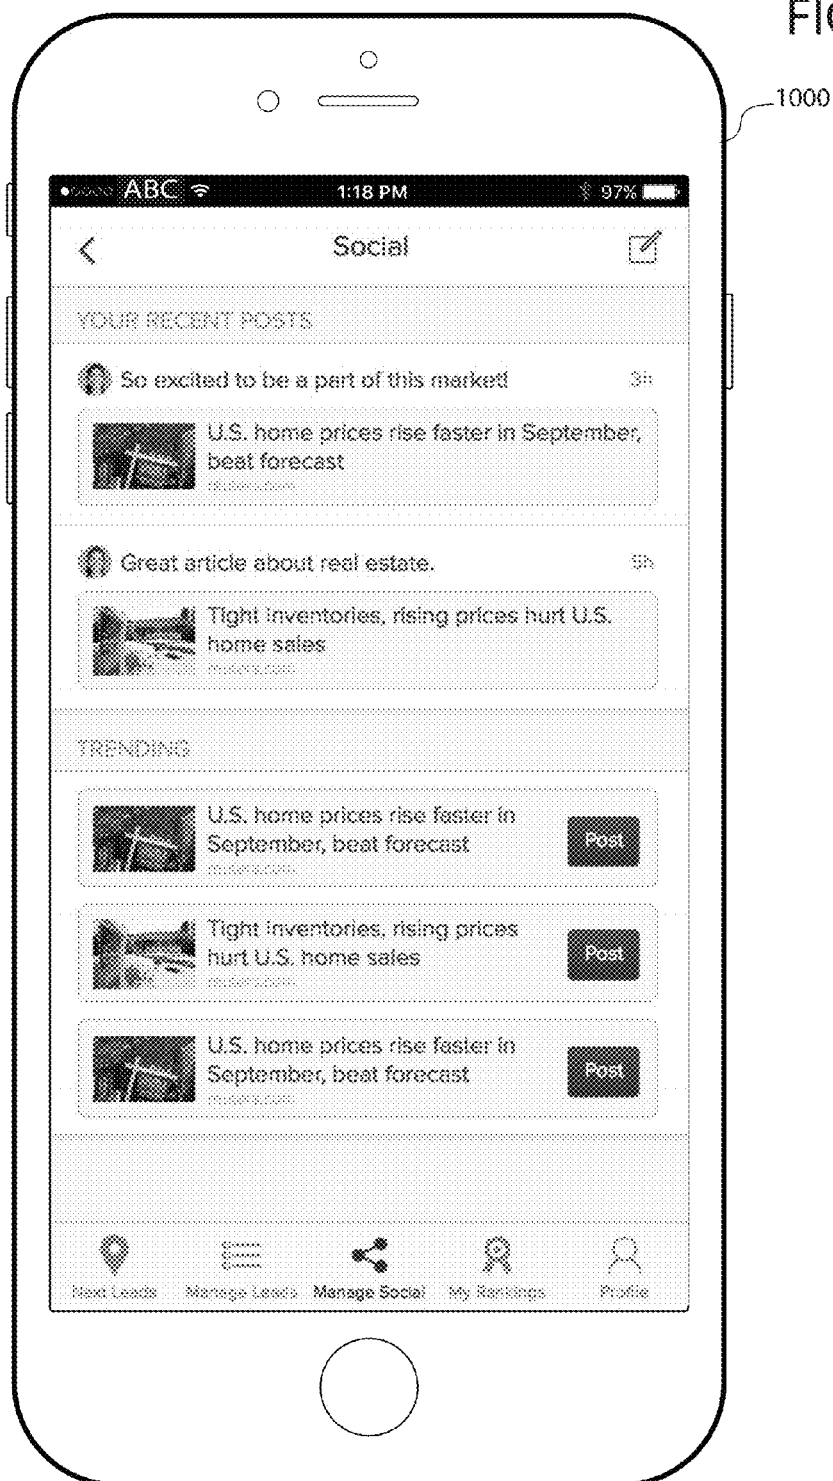 FIG
1000
ABC 1:18 PM 97%
Social
YOUR RECENT POSTS
So excited to be a part of this market! 3h
U.S. home prices rise faster in September,
beat forecast
Great article about real estate. 5h
Tight inventories, rising prices hurt U.S.
home sales
TRENDING
U.S. home prices rise faster in
September, beat forecast
Post
Tight inventories, rising prices
hurt U.S. home sales
Post
U.S. home prices rise faster in
September, beat forecast
Post
Next Leads Manage Leads Manage Social My Rankings Profile